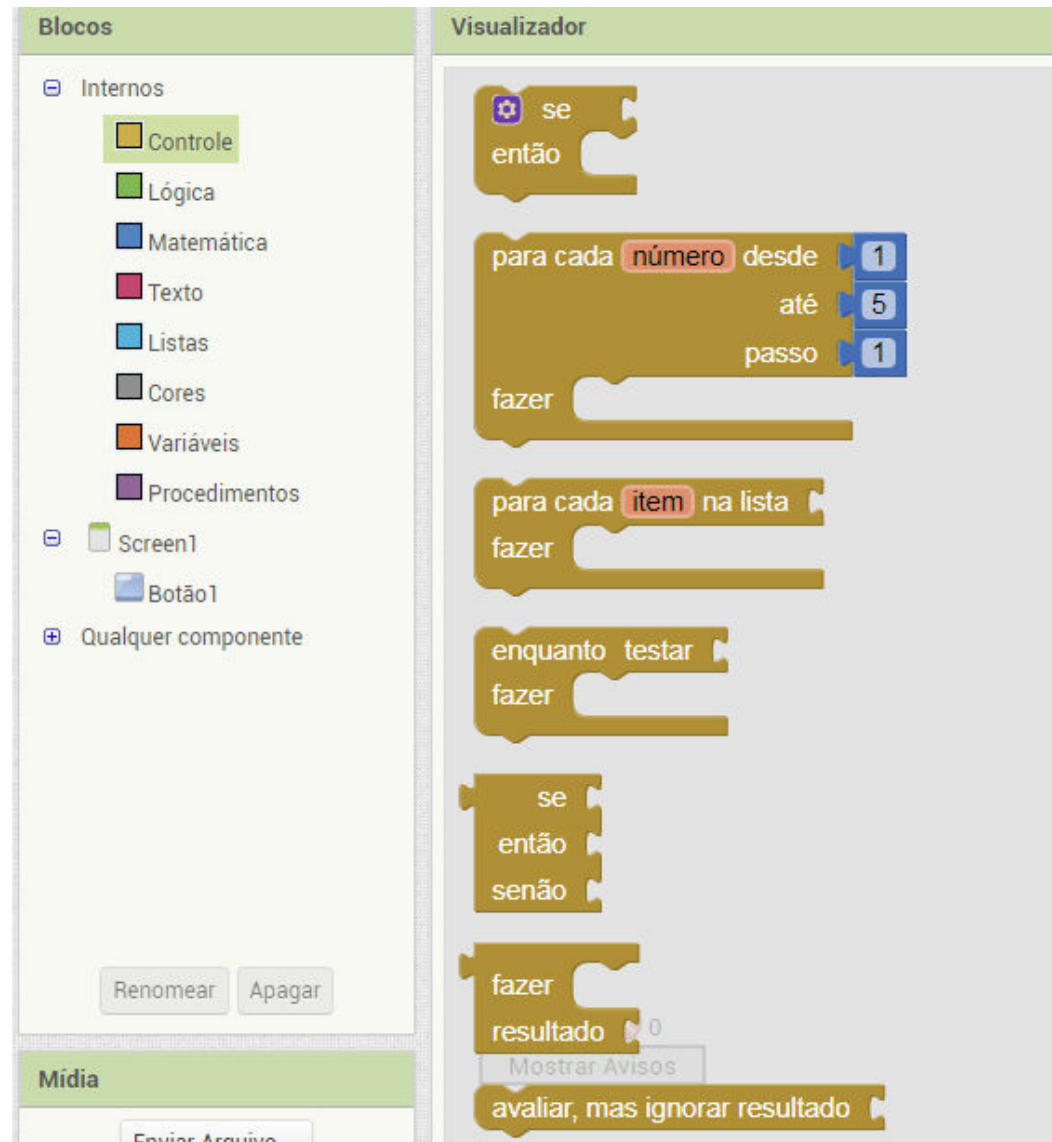 Blocos
Internos
Controle
Lógica
Matemática
Texto
Listas
Cores
Variáveis
Procedimentos
Screen1
Botão1
Qualquer componente
Renomear Apagar
Mídia
Enviar Arquivo
Visualizador
se
então
para cada número desde 1
até 5
passo 1
fazer
para cada item na lista
fazer
enquanto testar
fazer
se
então
senão
fazer
resultado 0
Mostrar Avisos
avaliar, mas ignorar resultado